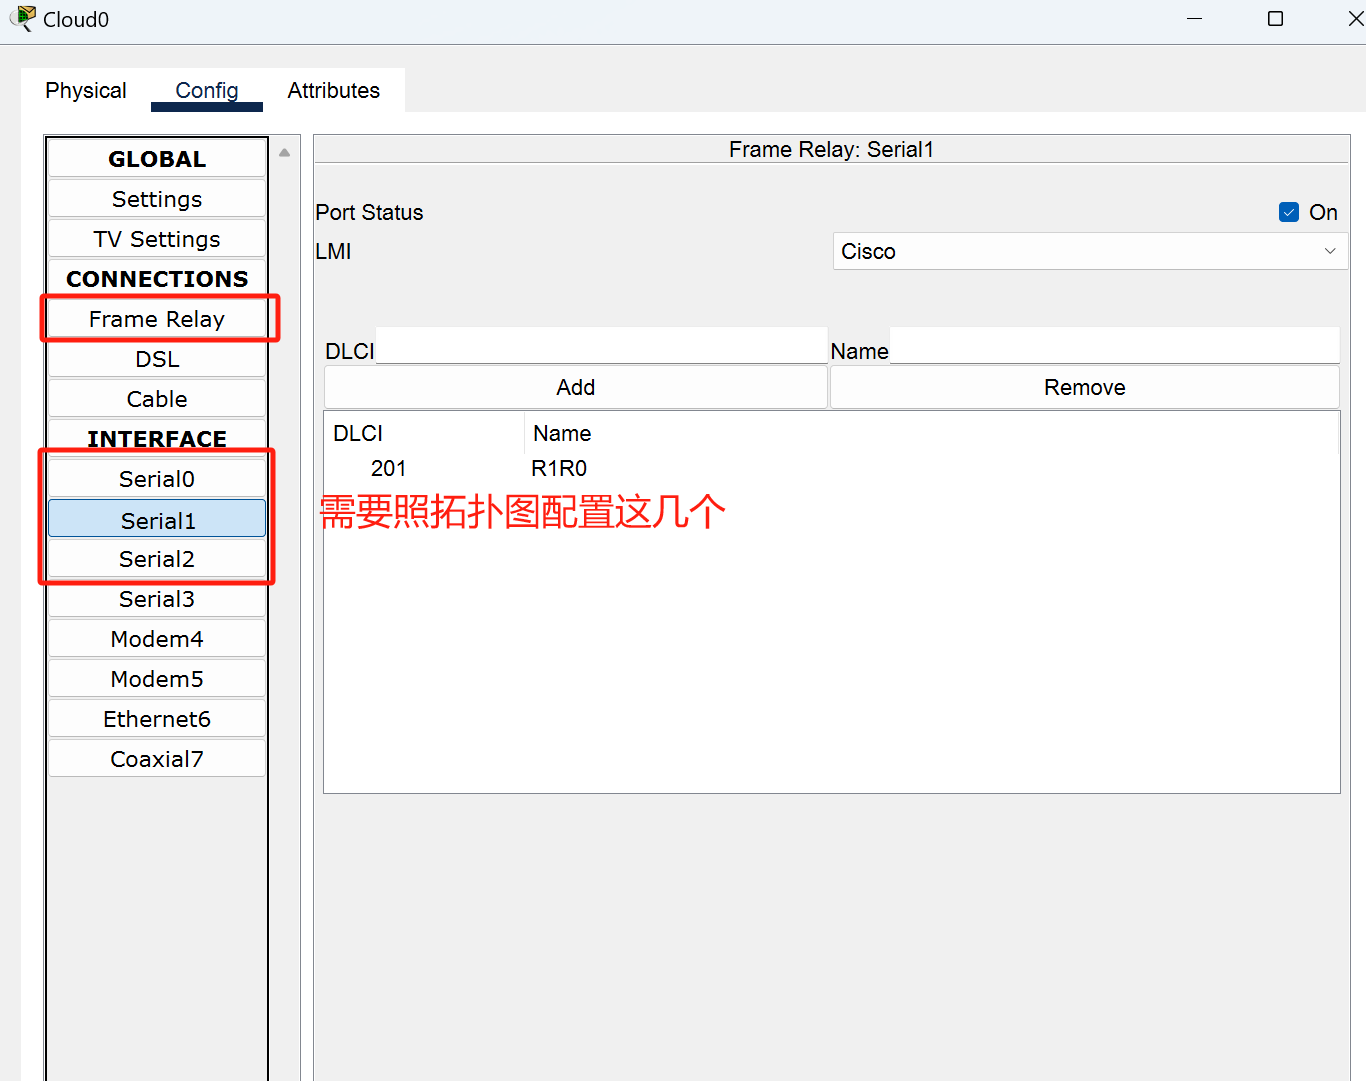 Cloud0
Physical Config Attributes
GLOBAL
Settings
TV Settings
CONNECTIONS
Frame Relay
DSL
Cable
INTERFACE
Serial0
Serial1
Serial2
Serial3
Modem4
Modem5
Ethernet6
Coaxial7
Frame Relay: Serial1
Port Status On
LMI Cisco
DLCI Name
Add Remove
DLCI Name
201 R1R0
需要照拓扑图配置这几个